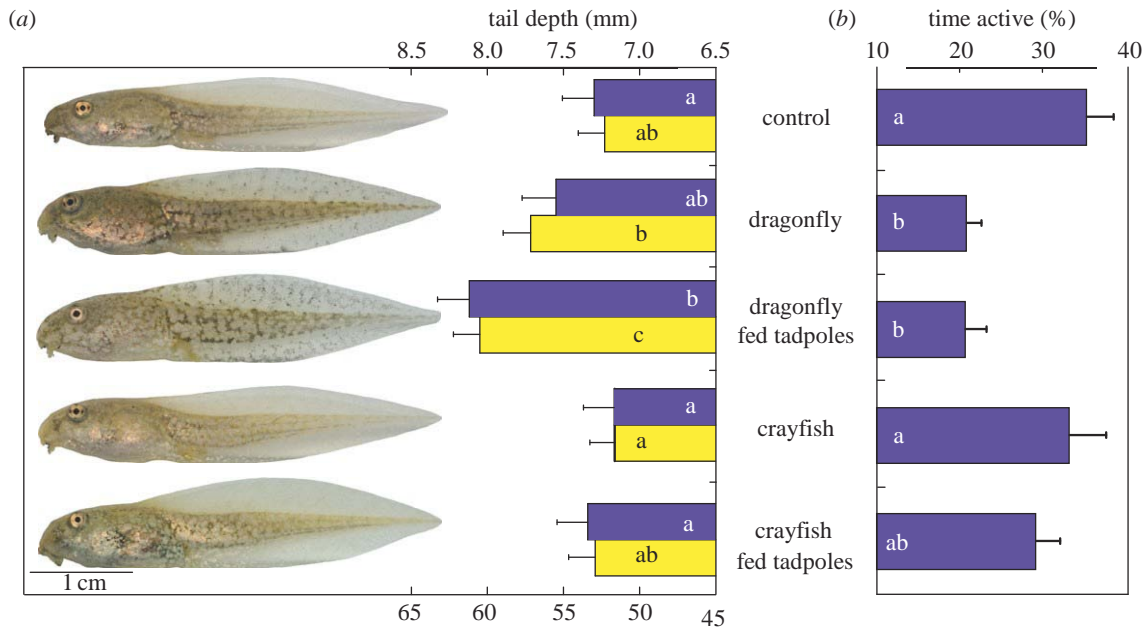 (a)
tail depth (mm)
8.5 8.0 7.5 7.0 6.5
(b)
time active (%)
10 20 30 40
a
ab
control
a
ab
b
dragonfly
b
b
c
dragonfly
fed tadpoles
b
a
a
crayfish
a
a
ab
crayfish
fed tadpoles
ab
1 cm
65 60 55 50 45